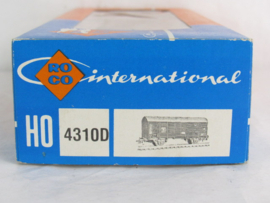 RO
CO
international
HO 4310D